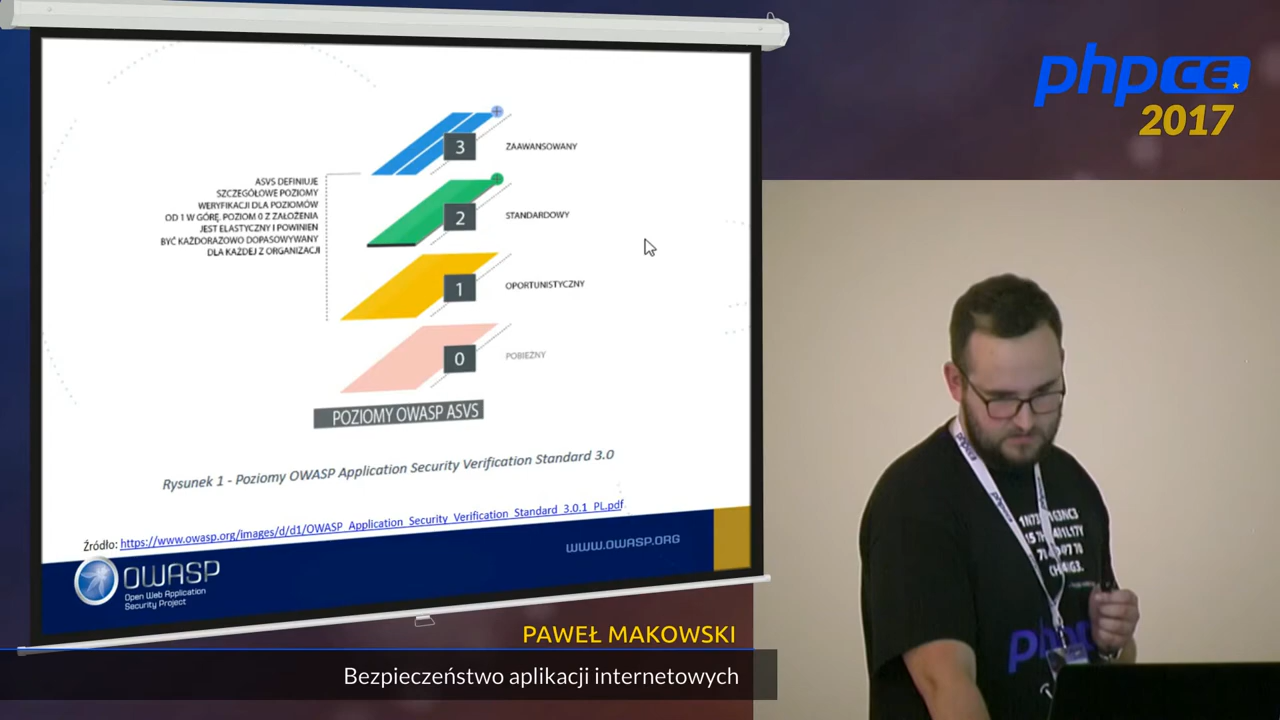 3
ZAAWANSOWANY
ASVS DEFINIUJE
SZCZEGÓŁOWE POZIOMY
WERYFIKACJI DLA POZIOMÓW
OD 1 W GÓRĘ. POZIOM 0 Z ZAŁOŻENIA
JEST ELASTYCZNY I POWINIEN
BYĆ KAŻDORAZOWO DOPASOWYWANY
DLA KAŻDEJ Z ORGANIZACJI
2
STANDARDOWY
1
OPORTUNISTYCZNY
0
POBIEŻNY
POZIOMY OWASP ASVS
Rysunek 1 - Poziomy OWASP Application Security Verification Standard 3.0
Źródło: https://www.owasp.org/images/d/d1/OWASP_Application_Security_Verification_Standard_3.0.1_PL.pdf
OWASP
Open Web Application
Security Project
WWW.OWASP.ORG
PAWEŁ MAKOWSKI
Bezpieczeństwo aplikacji internetowych
phpCE
2017
php